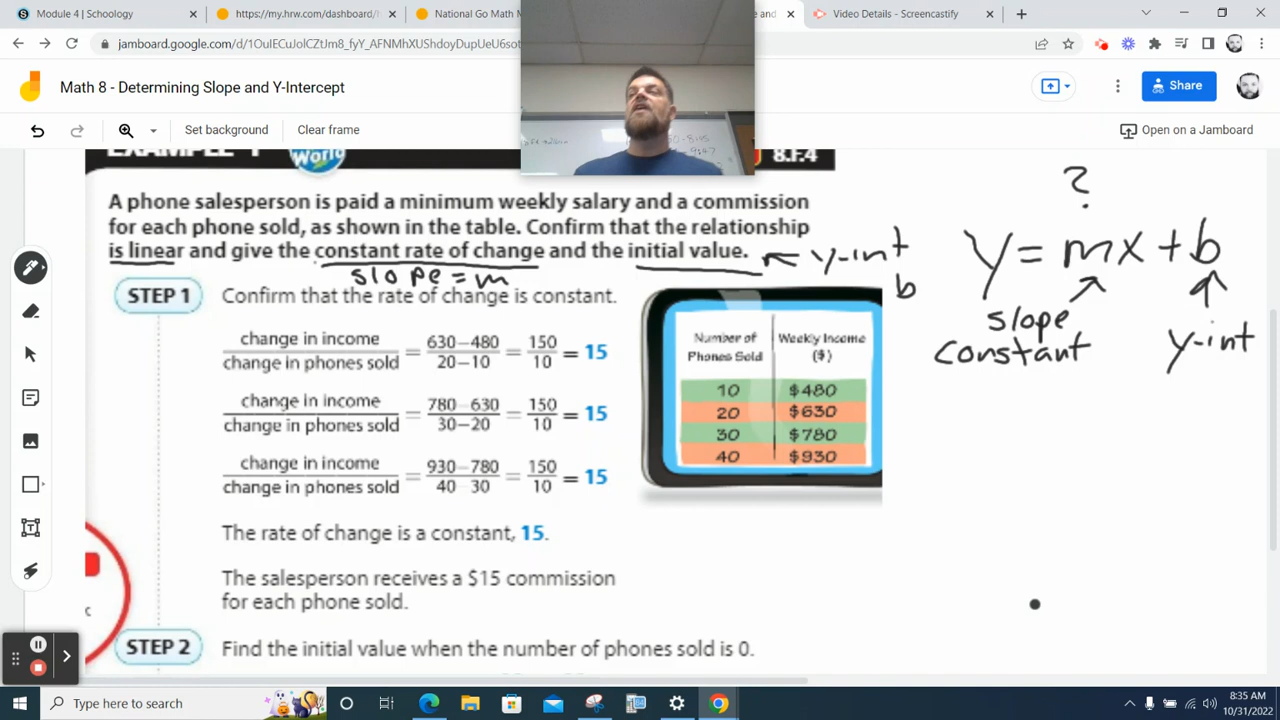 Module 4 | Schoology
https://my.hrw.com/dashboard/h
National Go Math M
e and
Video Details - Screencastify
jamboard.google.com/d/1OuIECuJolCZtUm8_fyY_AFNMhXUShdoyDupUeU6sot
Math 8 - Determining Slope and Y-Intercept
Share
Set background
Clear frame
Open on a Jamboard
EXAMPLE 1
World
8.F.4
A phone salesperson is paid a minimum weekly salary and a commission
for each phone sold, as shown in the table. Confirm that the relationship
is linear and give the constant rate of change and the initial value.
slope = m
y-int
b
?
y = mx + b
slope
constant
y-int
STEP 1
Confirm that the rate of change is constant.
change in income / change in phones sold = 630−480 / 20−10 = 150 / 10 = 15
change in income / change in phones sold = 780−630 / 30−20 = 150 / 10 = 15
change in income / change in phones sold = 930−780 / 40−30 = 150 / 10 = 15
Number of Phones Sold | Weekly Income ($)
10 $480
20 $630
30 $780
40 $930
The rate of change is a constant, 15.
The salesperson receives a $15 commission
for each phone sold.
STEP 2
Find the initial value when the number of phones sold is 0.
Type here to search
8:35 AM
10/31/2022